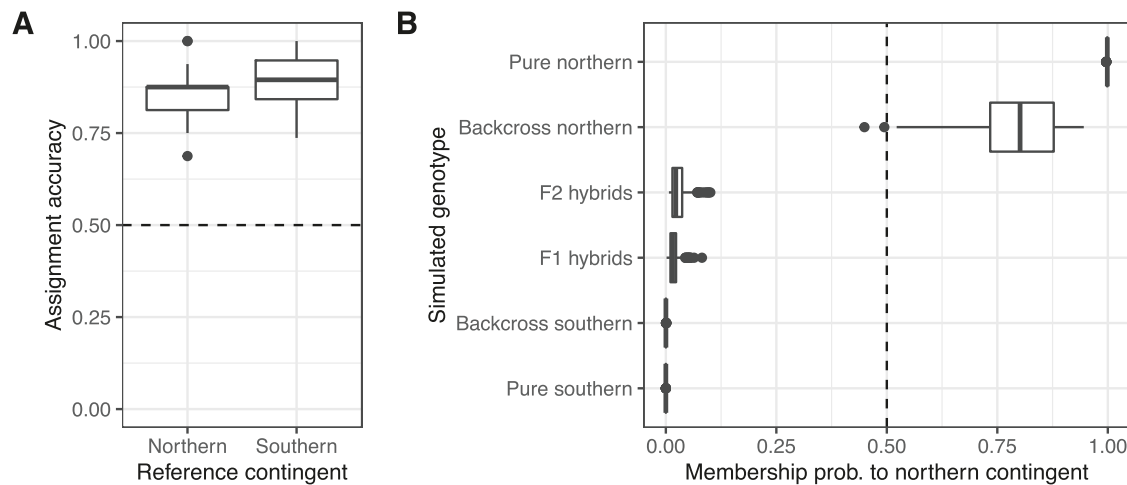 A
Assignment accuracy
1.00
0.75
0.50
0.25
0.00
Northern Southern
Reference contingent
B
Simulated genotype
Pure northern
Backcross northern
F2 hybrids
F1 hybrids
Backcross southern
Pure southern
0.00 0.25 0.50 0.75 1.00
Membership prob. to northern contingent